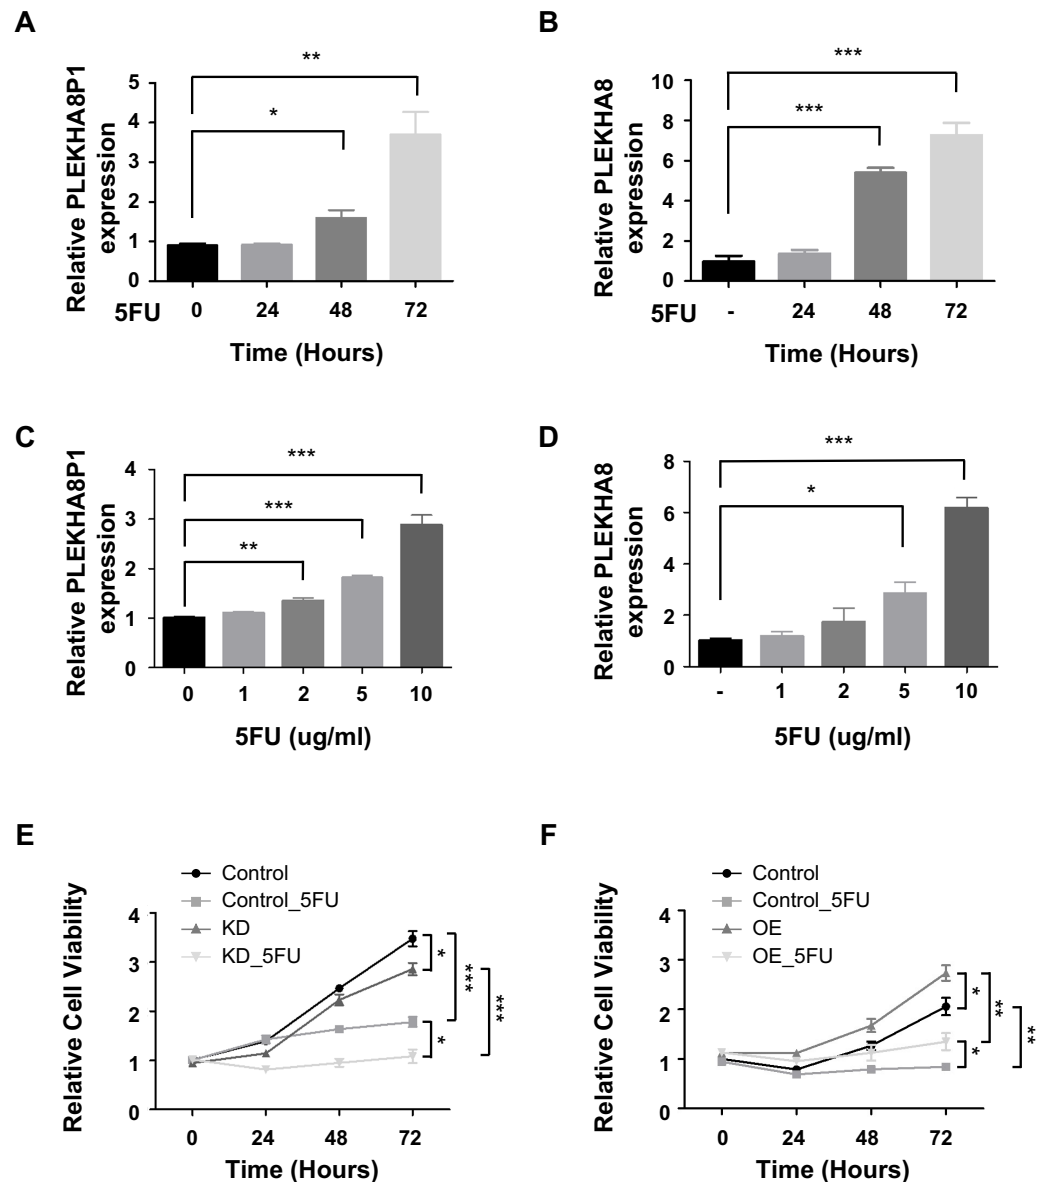 A
Relative PLEKHA8P1
expression
5
4
3
2
1
0
**
*
5FU 0 24 48 72
Time (Hours)
B
Relative PLEKHA8
expression
10
8
6
4
2
0
***
***
5FU - 24 48 72
Time (Hours)
C
Relative PLEKHA8P1
expression
4
3
2
1
0
***
***
**
0 1 2 5 10
5FU (ug/ml)
D
Relative PLEKHA8
expression
8
6
4
2
0
***
*
- 1 2 5 10
5FU (ug/ml)
E
Control
Control_5FU
KD
KD_5FU
Relative Cell Viability
4
3
2
1
0
*
***
***
*
0 24 48 72
Time (Hours)
F
Control
Control_5FU
OE
OE_5FU
Relative Cell Viability
4
3
2
1
0
*
**
**
*
0 24 48 72
Time (Hours)